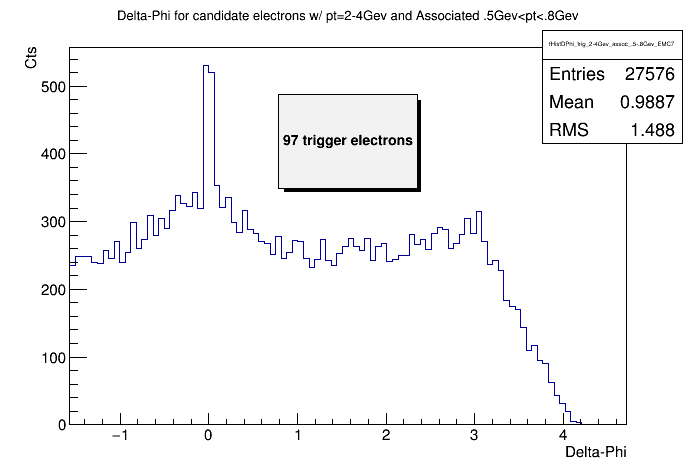 Delta-Phi for candidate electrons w/ pt=2-4Gev and Associated .5Gev<pt<.8Gev
fHistDPhi_trig_2-4Gev_assoc_.5-.8Gev_EMC7
Entries 27576
Mean 0.9887
RMS 1.488
97 trigger electrons
Cts
500
400
300
200
100
0
−1 0 1 2 3 4
Delta-Phi